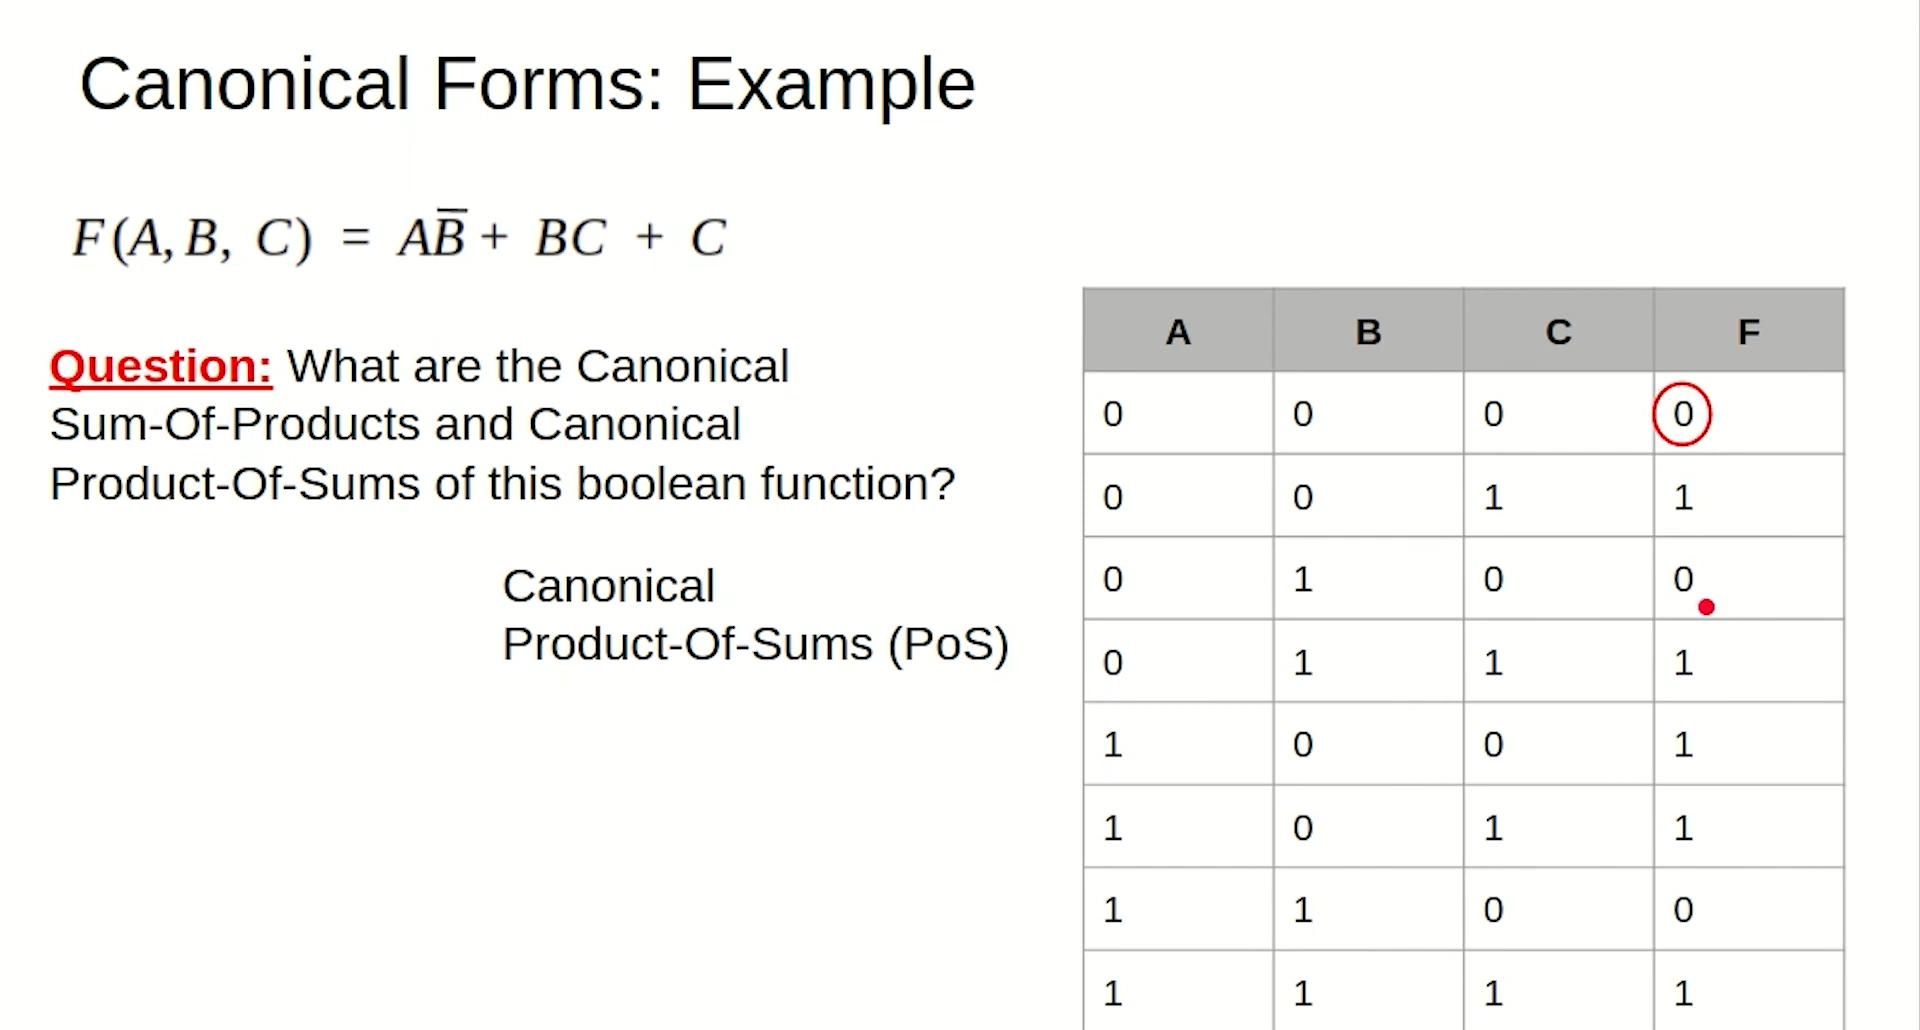 Canonical Forms: Example
F(A, B, C) = AB̅ + BC + C
Question: What are the Canonical
Sum-Of-Products and Canonical
Product-Of-Sums of this boolean function?
Canonical
Product-Of-Sums (PoS)
A B C F
0 0 0 0
0 0 1 1
0 1 0 0
0 1 1 1
1 0 0 1
1 0 1 1
1 1 0 0
1 1 1 1